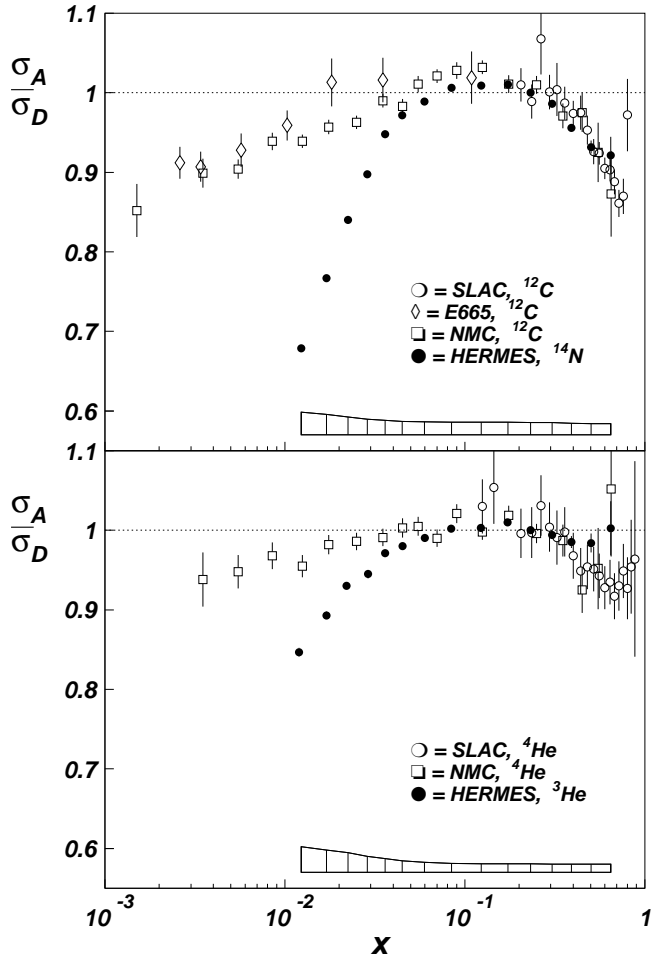 1.1
σA
σD
1
0.9
0.8
0.7
0.6
○ = SLAC, ¹²C
◇ = E665, ¹²C
□ = NMC, ¹²C
● = HERMES, ¹⁴N
1.1
σA
σD
1
0.9
0.8
0.7
0.6
○ = SLAC, ⁴He
□ = NMC, ⁴He
● = HERMES, ³He
10⁻³ 10⁻² 10⁻¹ 1
x